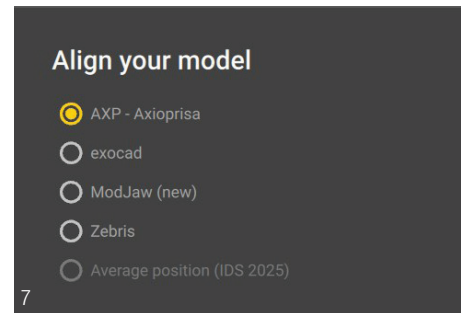 Align your model
AXP - Axioprisa
exocad
ModJaw (new)
Zebris
Average position (IDS 2025)
7